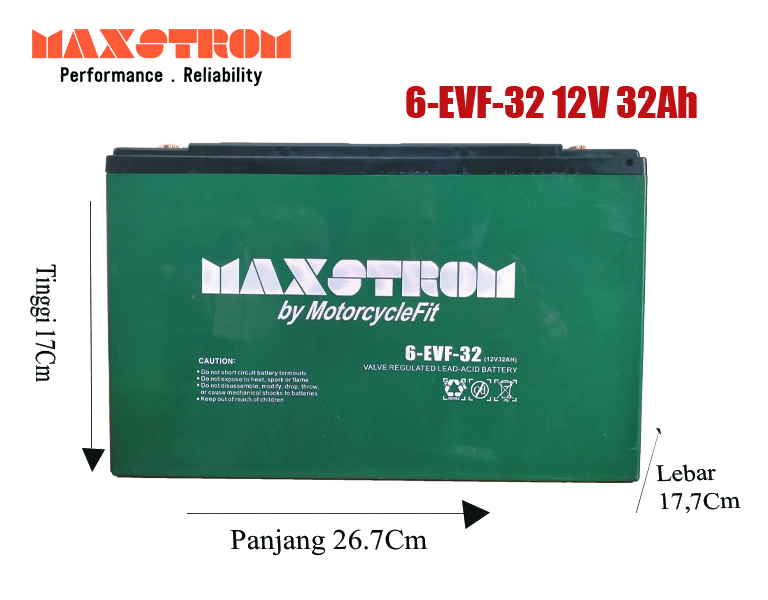 MAXSTROM
Performance . Reliability
6-EVF-32 12V 32Ah
MAXSTROM
by MotorcycleFit
6-EVF-32 (12V32AH)
VALVE REGULATED LEAD-ACID BATTERY
CAUTION:
• Do not short circuit battery terminals
• Do not expose to heat, spark or flame
• Do not disassemble, modify, drop, throw,
or cause mechanical shocks to batteries
• Keep out of reach of children
Tinggi 17Cm
Lebar
17,7Cm
Panjang 26.7Cm